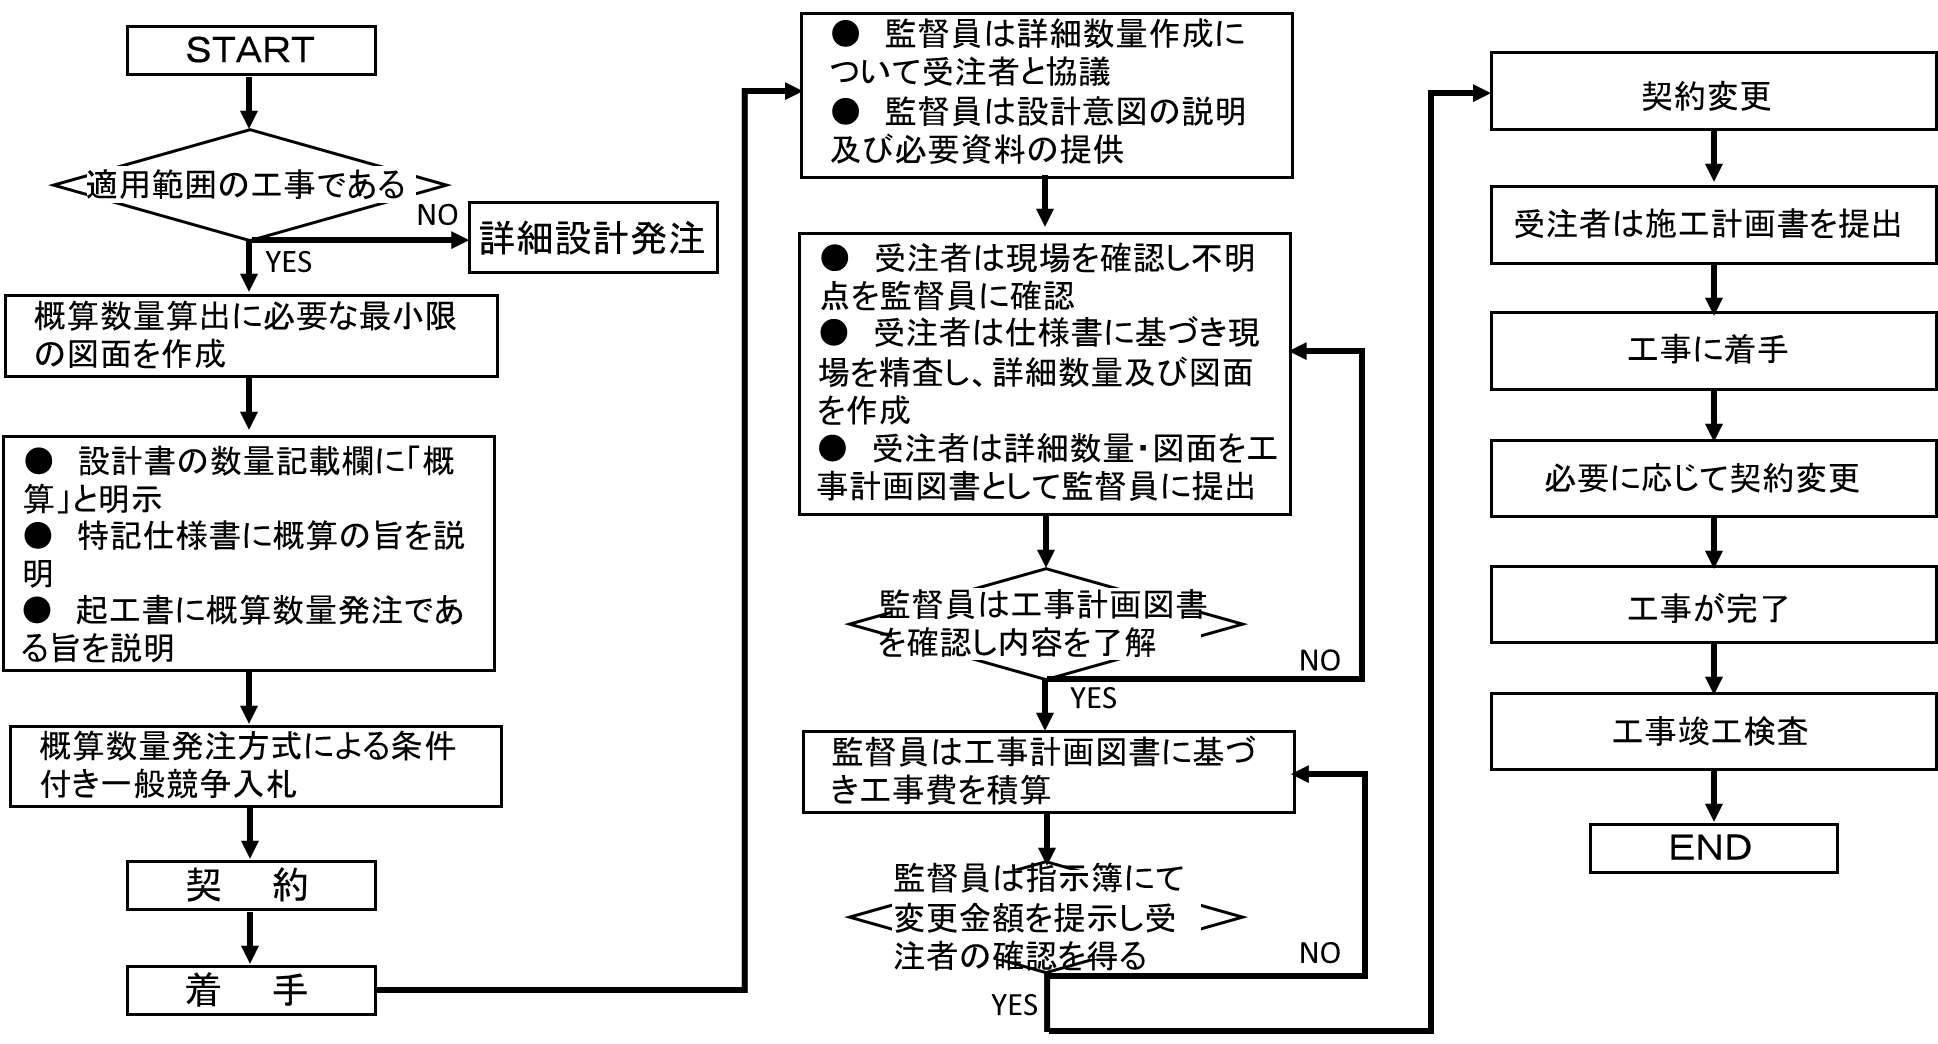 START
適用範囲の工事である
NO
詳細設計発注
YES
概算数量算出に必要な最小限
の図面を作成
● 設計書の数量記載欄に「概
算」と明示
● 特記仕様書に概算の旨を説
明
● 起工書に概算数量発注であ
る旨を説明
概算数量発注方式による条件
付き一般競争入札
契 約
着 手
● 監督員は詳細数量作成に
ついて受注者と協議
● 監督員は設計意図の説明
及び必要資料の提供
● 受注者は現場を確認し不明
点を監督員に確認
● 受注者は仕様書に基づき現
場を精査し、詳細数量及び図面
を作成
● 受注者は詳細数量・図面を工
事計画図書として監督員に提出
監督員は工事計画図書
を確認し内容を了解
NO
YES
監督員は工事計画図書に基づ
き工事費を積算
監督員は指示簿にて
変更金額を提示し受
注者の確認を得る
NO
YES
契約変更
受注者は施工計画書を提出
工事に着手
必要に応じて契約変更
工事が完了
工事竣工検査
END